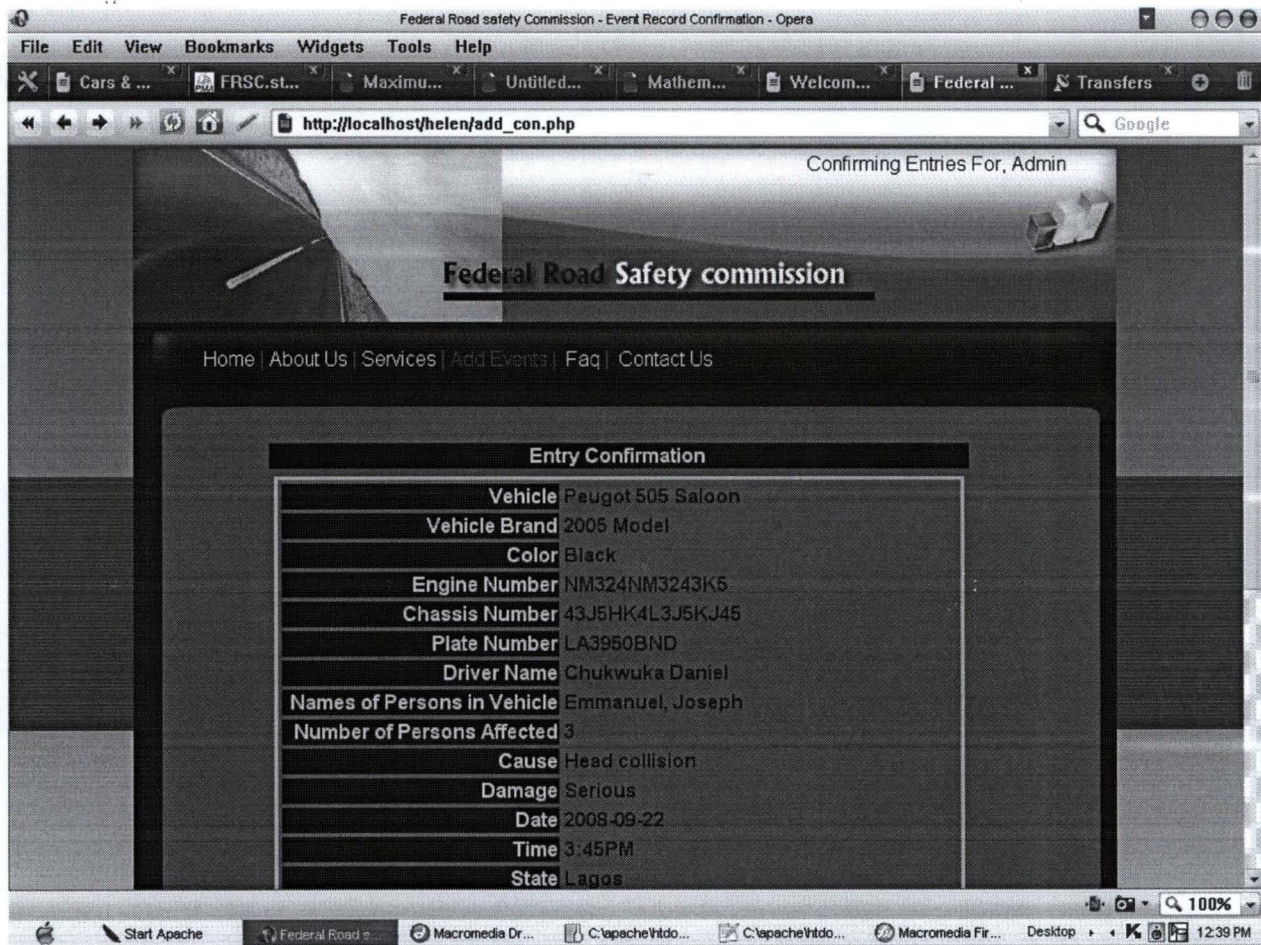 Federal Road safety Commission - Event Record Confirmation - Opera
File Edit View Bookmarks Widgets Tools Help
Cars & ... FRSC.st... Maximu... Untitled... Mathem... Welcom... Federal ... Transfers
http://localhost/helen/add_con.php Google
Confirming Entries For, Admin
Federal Road Safety commission
Home | About Us | Services | Add Events | Faq | Contact Us
Entry Confirmation
Vehicle Peugot 505 Saloon
Vehicle Brand 2005 Model
Color Black
Engine Number NM324NM3243K5
Chassis Number 43J5HK4L3J5KJ45
Plate Number LA3950BND
Driver Name Chukwuka Daniel
Names of Persons in Vehicle Emmanuel, Joseph
Number of Persons Affected 3
Cause Head collision
Damage Serious
Date 2008-09-22
Time 3:45PM
State Lagos
100%
Start Apache Federal Road s... Macromedia Dr... C:\apache\htdo... C:\apache\htdo... Macromedia Fir... Desktop 12:39 PM